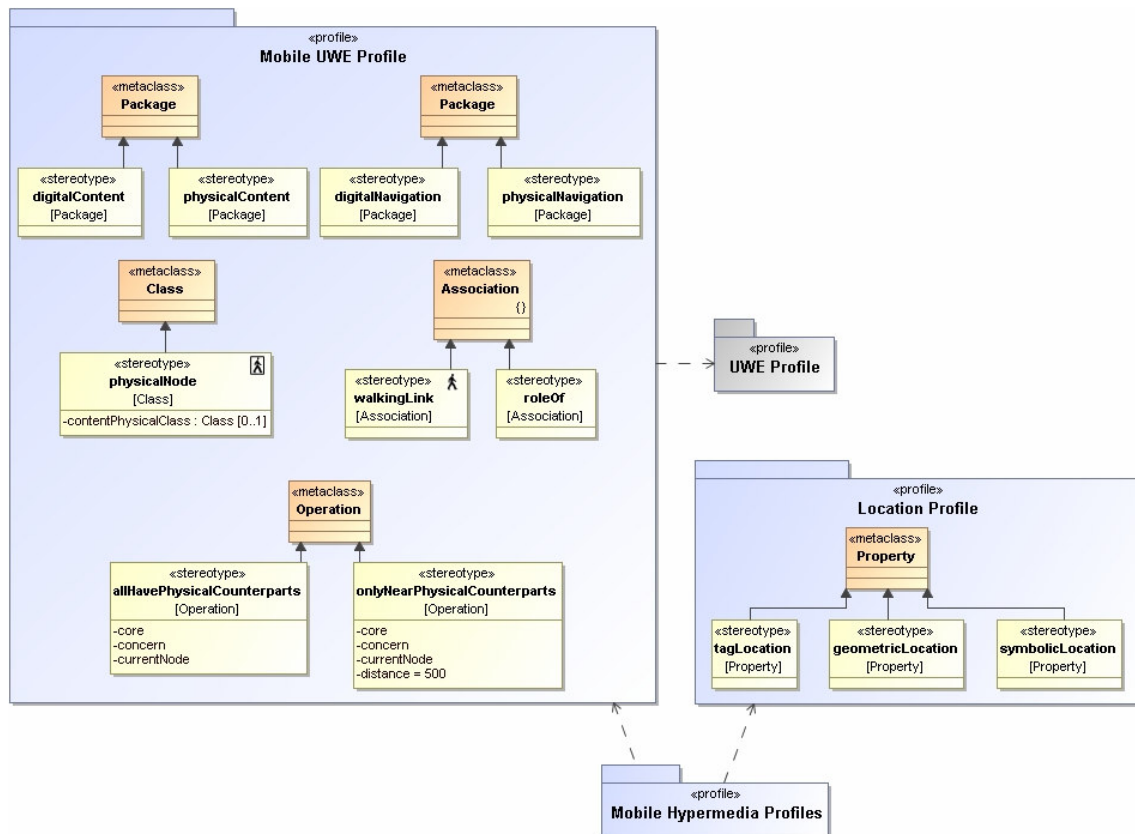 «profile»
Mobile UWE Profile
«metaclass»
Package
«metaclass»
Package
«stereotype»
digitalContent
[Package]
«stereotype»
physicalContent
[Package]
«stereotype»
digitalNavigation
[Package]
«stereotype»
physicalNavigation
[Package]
«metaclass»
Class
«metaclass»
Association
{}
«stereotype»
physicalNode
[Class]
-contentPhysicalClass : Class [0..1]
«stereotype»
walkingLink
[Association]
«stereotype»
roleOf
[Association]
«profile»
UWE Profile
«metaclass»
Operation
«stereotype»
allHavePhysicalCounterparts
[Operation]
-core
-concern
-currentNode
«stereotype»
onlyNearPhysicalCounterparts
[Operation]
-core
-concern
-currentNode
-distance = 500
«profile»
Location Profile
«metaclass»
Property
«stereotype»
tagLocation
[Property]
«stereotype»
geometricLocation
[Property]
«stereotype»
symbolicLocation
[Property]
«profile»
Mobile Hypermedia Profiles